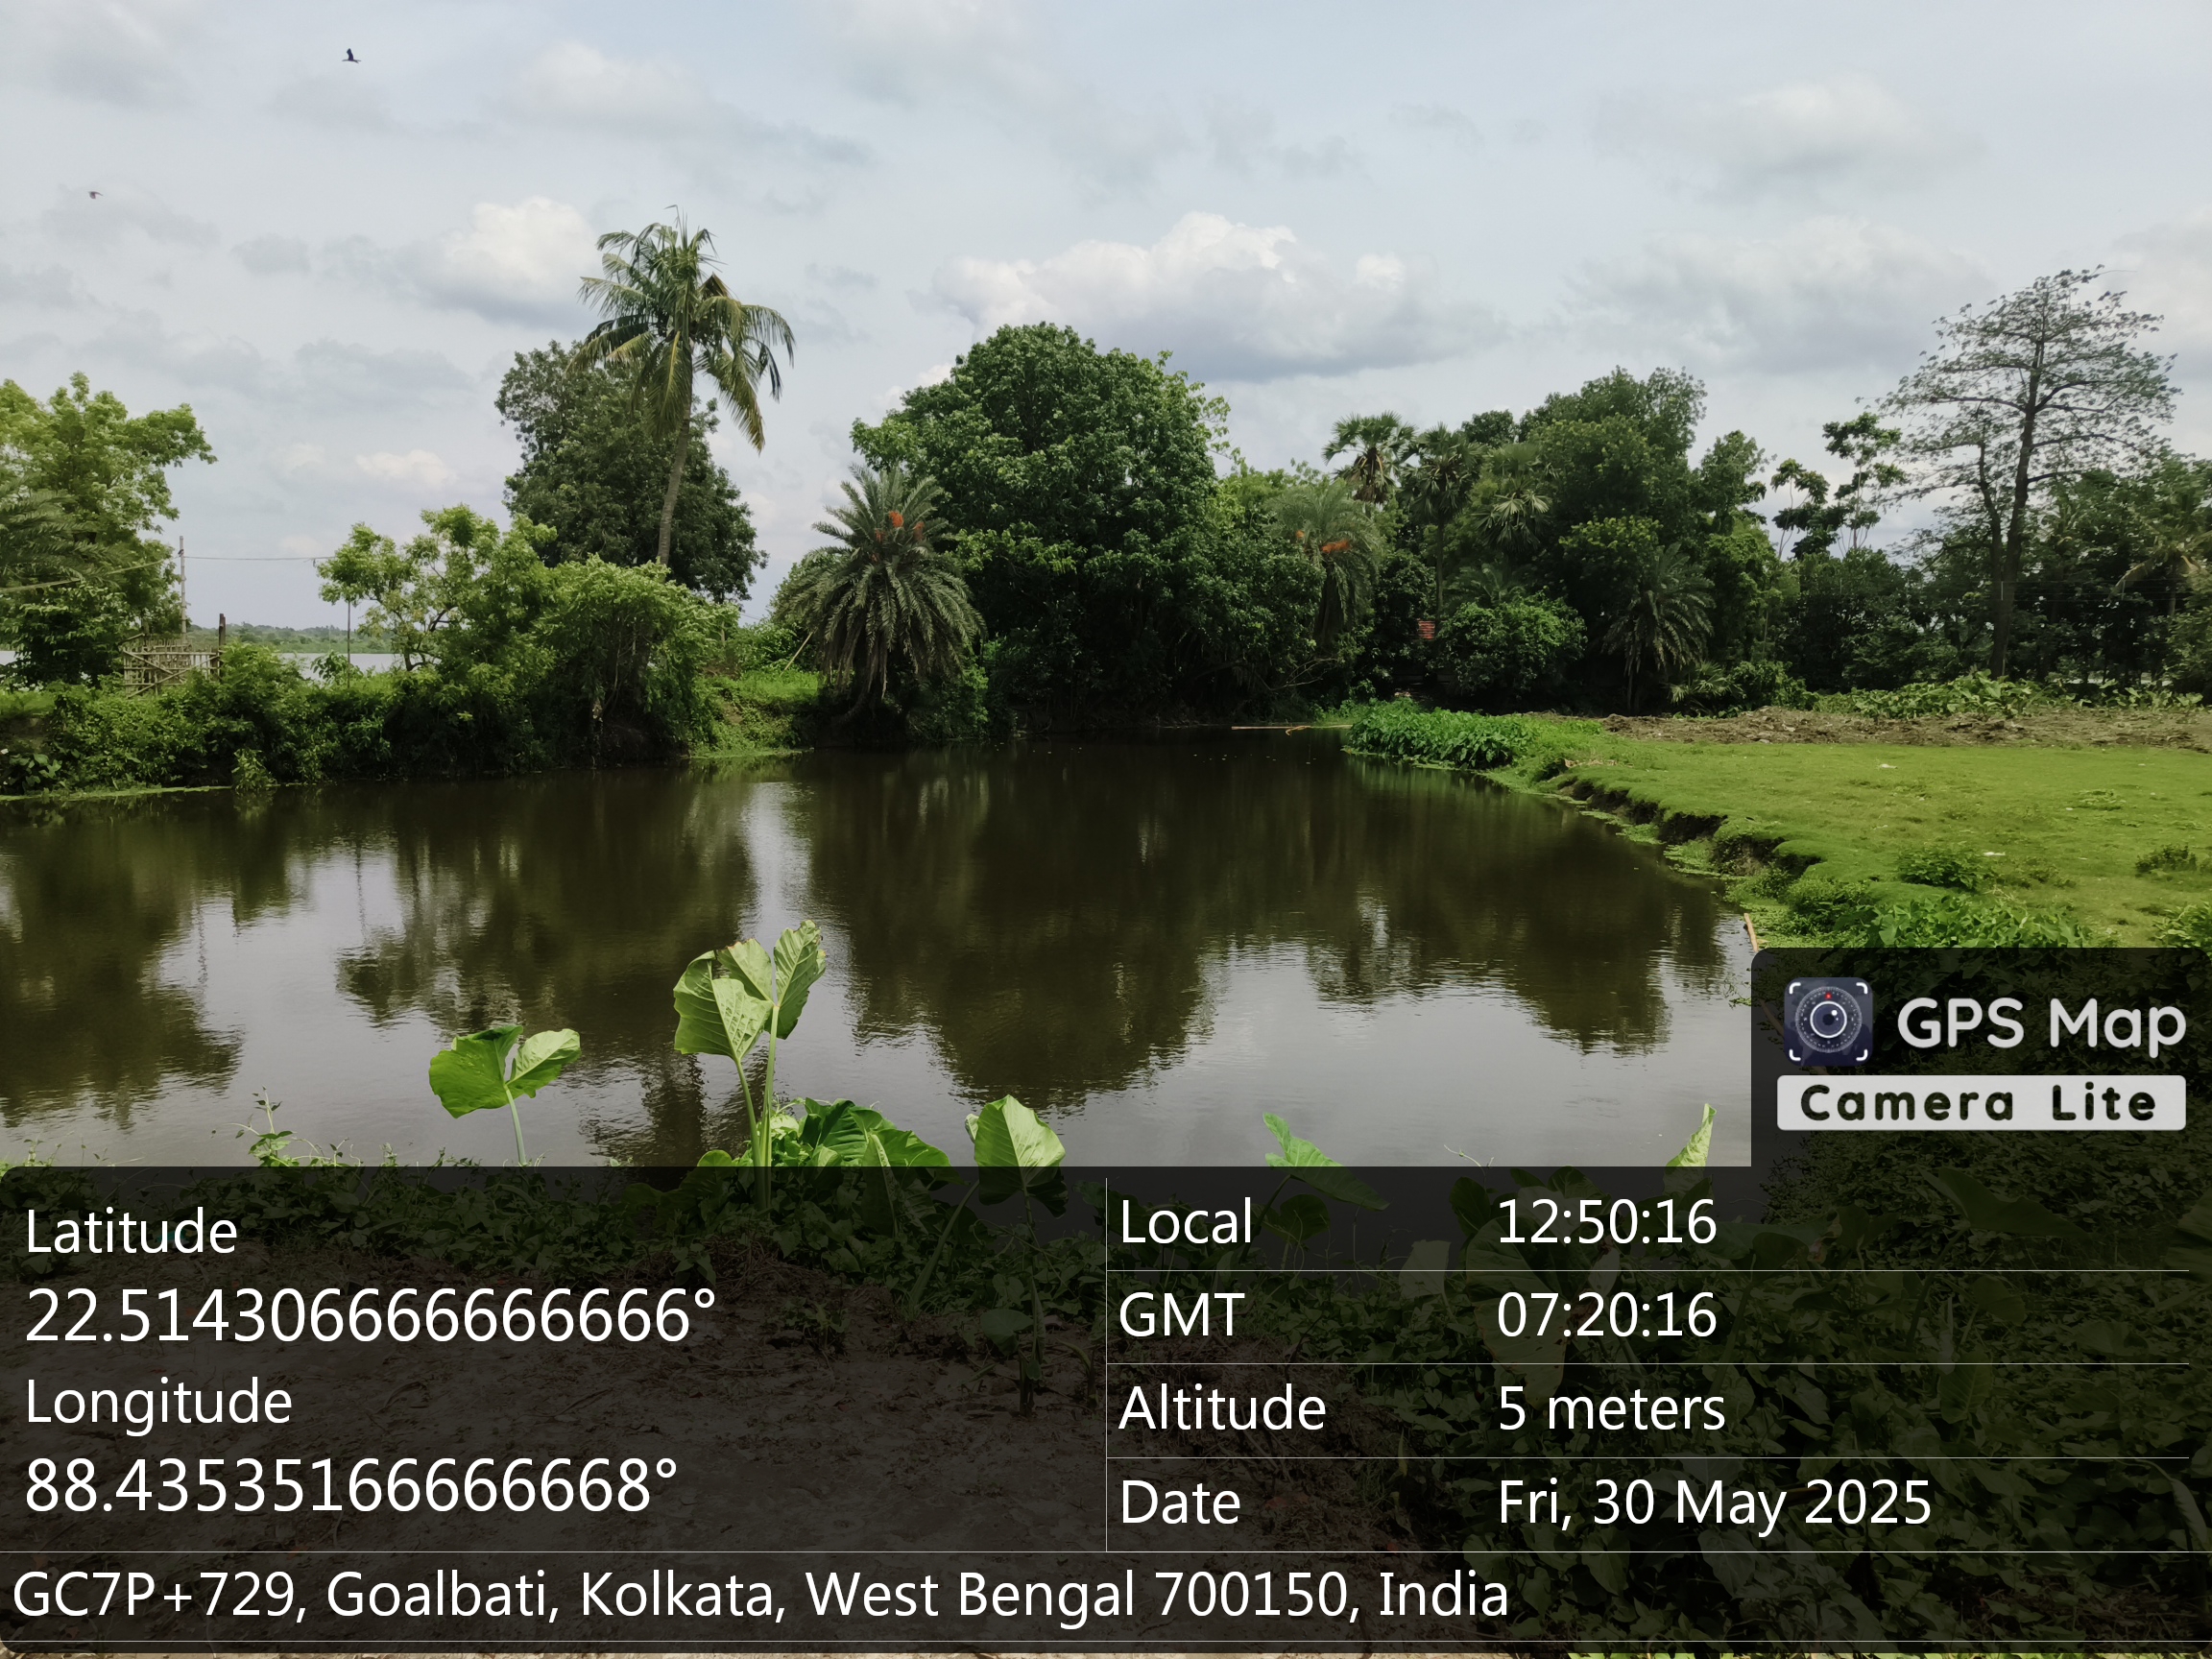 GPS Map
Camera Lite
Latitude
22.514306666666666°
Longitude
88.43535166666668°
Local 12:50:16
GMT 07:20:16
Altitude 5 meters
Date Fri, 30 May 2025
GC7P+729, Goalbati, Kolkata, West Bengal 700150, India